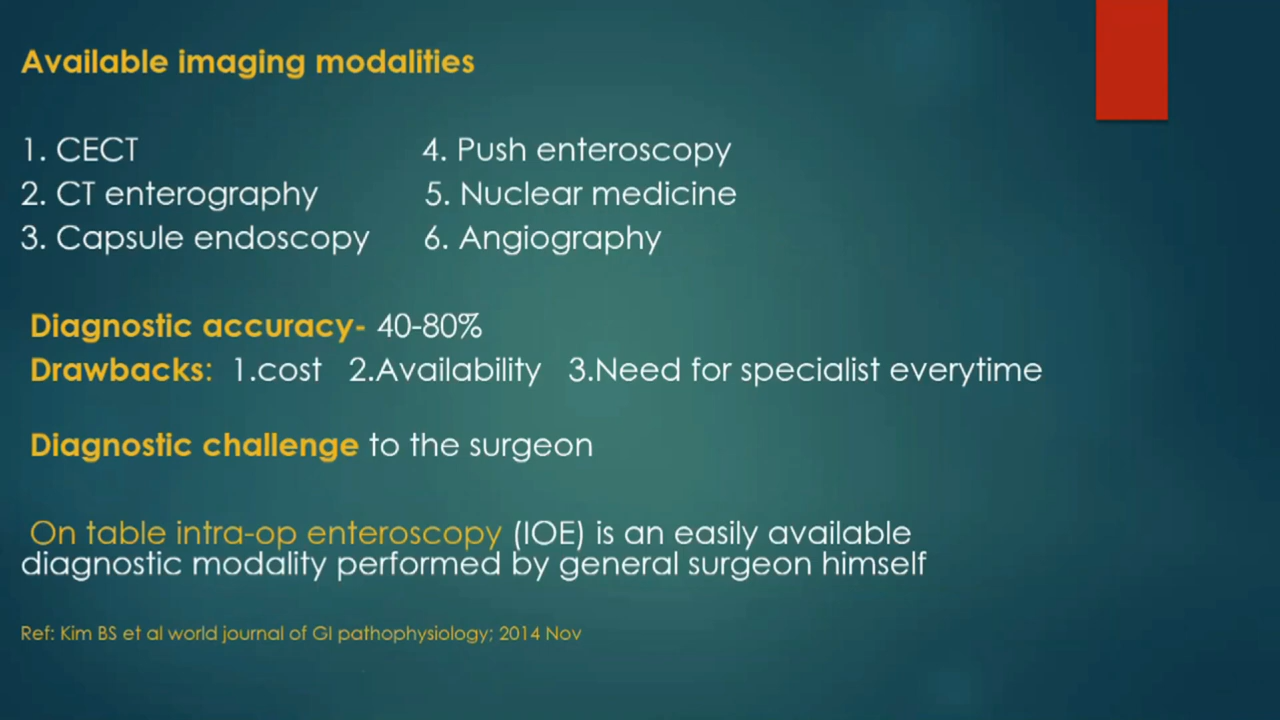 Available imaging modalities
1. CECT 4. Push enteroscopy
2. CT enterography 5. Nuclear medicine
3. Capsule endoscopy 6. Angiography
Diagnostic accuracy- 40-80%
Drawbacks: 1.cost 2.Availability 3.Need for specialist everytime
Diagnostic challenge to the surgeon
On table intra-op enteroscopy (IOE) is an easily available
diagnostic modality performed by general surgeon himself
Ref: Kim BS et al world journal of GI pathophysiology; 2014 Nov